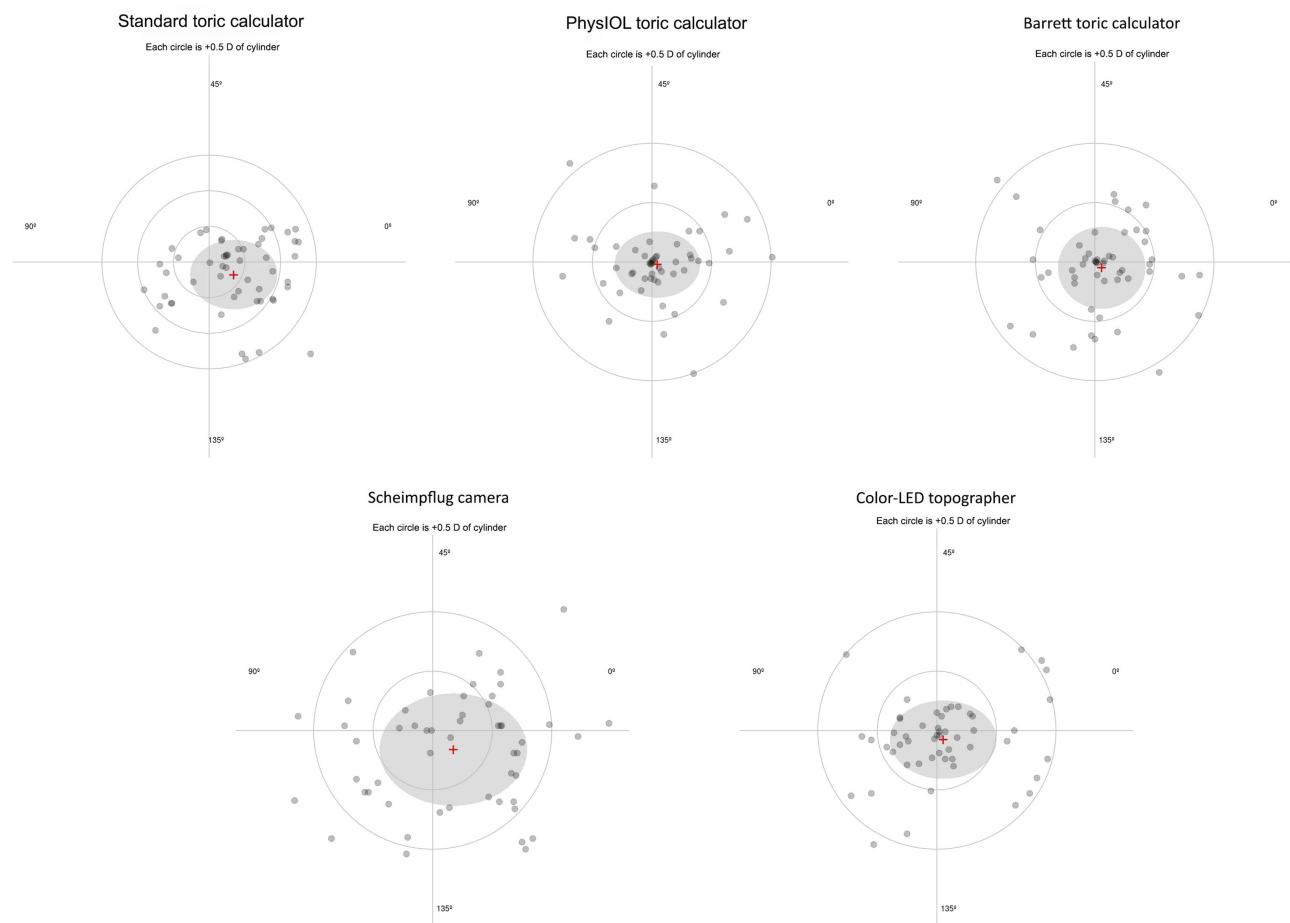 Standard toric calculator
Each circle is +0.5 D of cylinder
45º
90º
0º
135º
PhysIOL toric calculator
Each circle is +0.5 D of cylinder
45º
90º
0º
135º
Barrett toric calculator
Each circle is +0.5 D of cylinder
45º
90º
0º
135º
Scheimpflug camera
Each circle is +0.5 D of cylinder
45º
90º
0º
135º
Color-LED topographer
Each circle is +0.5 D of cylinder
45º
90º
0º
135º